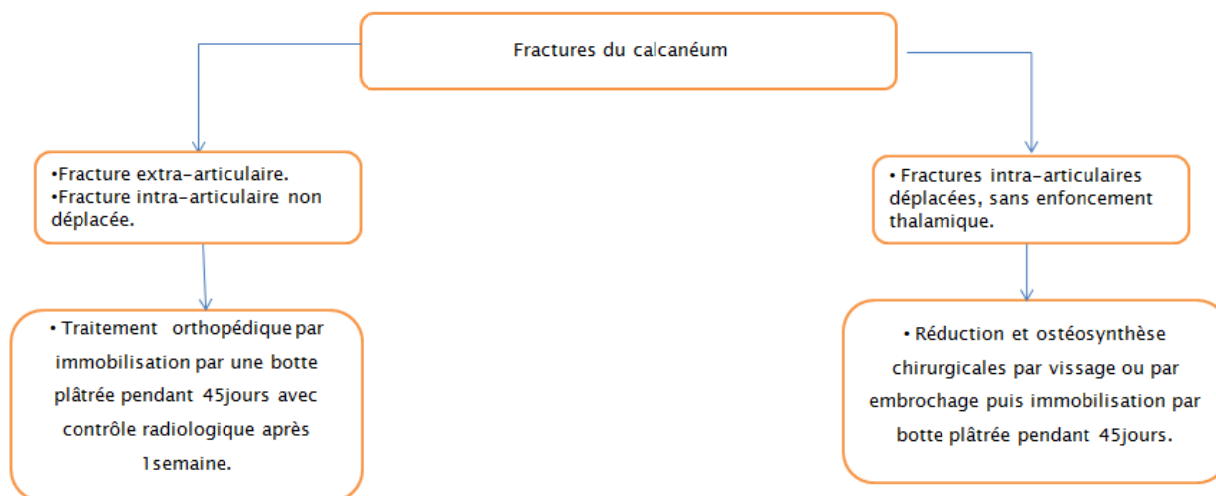 Fractures du calcanéum
•Fracture extra-articulaire.
•Fracture intra-articulaire non
déplacée.
• Fractures intra-articulaires
déplacées, sans enfoncement
thalamique.
• Traitement orthopédique par
immobilisation par une botte
plâtrée pendant 45jours avec
contrôle radiologique après
1semaine.
• Réduction et ostéosynthèse
chirurgicales par vissage ou par
embrochage puis immobilisation par
botte plâtrée pendant 45jours.